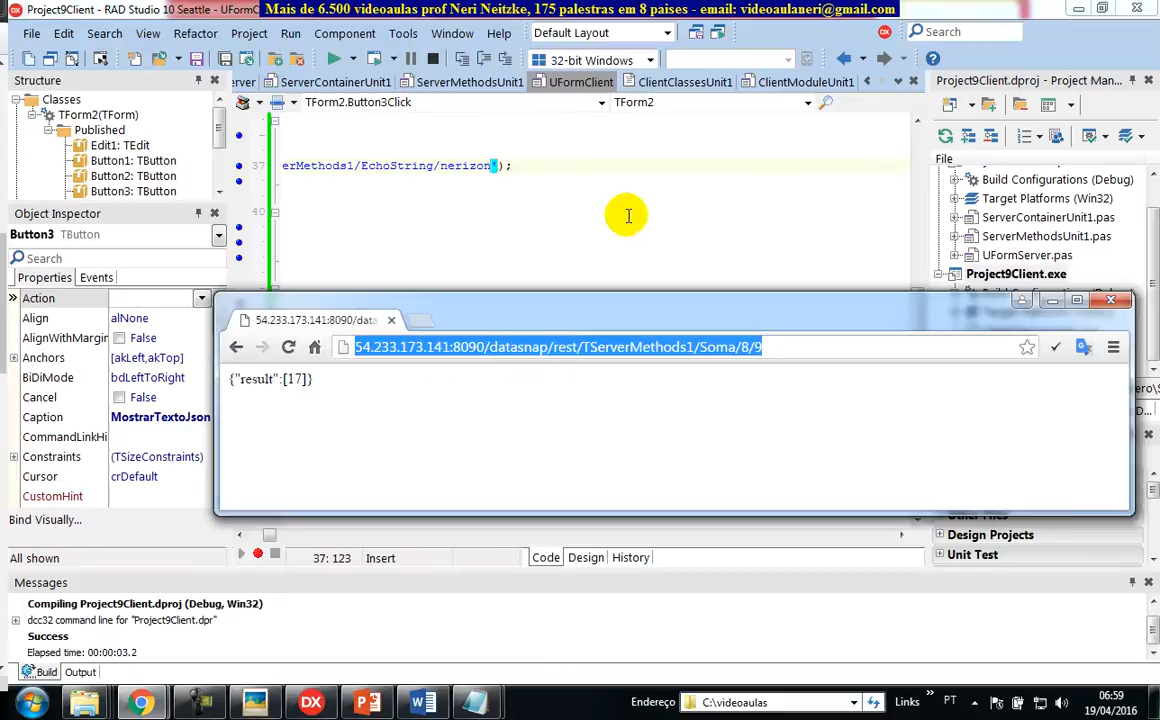 Project9Client - RAD Studio 10 Seattle - UFormC
Mais de 6.500 videoaulas prof Neri Neitzke, 175 palestras em 8 paises - email: videoaulaneri@gmail.com
File Edit Search View Refactor Project Run Component Tools Window Help Default Layout Search
32-bit Windows
Structure
Classes
TForm2(TForm)
Published
Edit1: TEdit
Button1: TButton
Button2: TButton
Button3: TButton
ServerContainerUnit1 ServerMethodsUnit1 UFormClient ClientClassesUnit1 ClientModuleUnit1
TForm2.Button3Click TForm2
37 erMethods1/EchoString/nerizon');
40
Project9Client.dproj - Project Man...
File
Build Configurations (Debug)
Target Platforms (Win32)
ServerContainerUnit1.pas
ServerMethodsUnit1.pas
UFormServer.pas
Project9Client.exe
Object Inspector
Button3 TButton
Search
Properties Events
Action
Align alNone
AlignWithMargin False
Anchors [akLeft,akTop]
BiDiMode bdLeftToRight
Cancel False
Caption MostrarTextoJson
CommandLinkHi
Constraints (TSizeConstraints)
Cursor crDefault
CustomHint
Bind Visually...
All shown
54.233.173.141:8090/data
54.233.173.141:8090/datasnap/rest/TServerMethods1/Soma/8/9
{"result":[17]}
37: 123 Insert Code Design History
Design Projects
Unit Test
Messages
Compiling Project9Client.dproj (Debug, Win32)
dcc32 command line for "Project9Client.dpr"
Success
Elapsed time: 00:00:03.2
Build Output
Endereço C:\videoaulas Links PT
06:59
19/04/2016